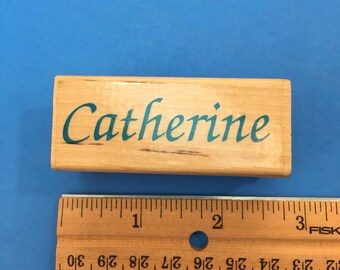 Catherine
1 2 3
FISK
30 29 28 27 26 25 24 23 22